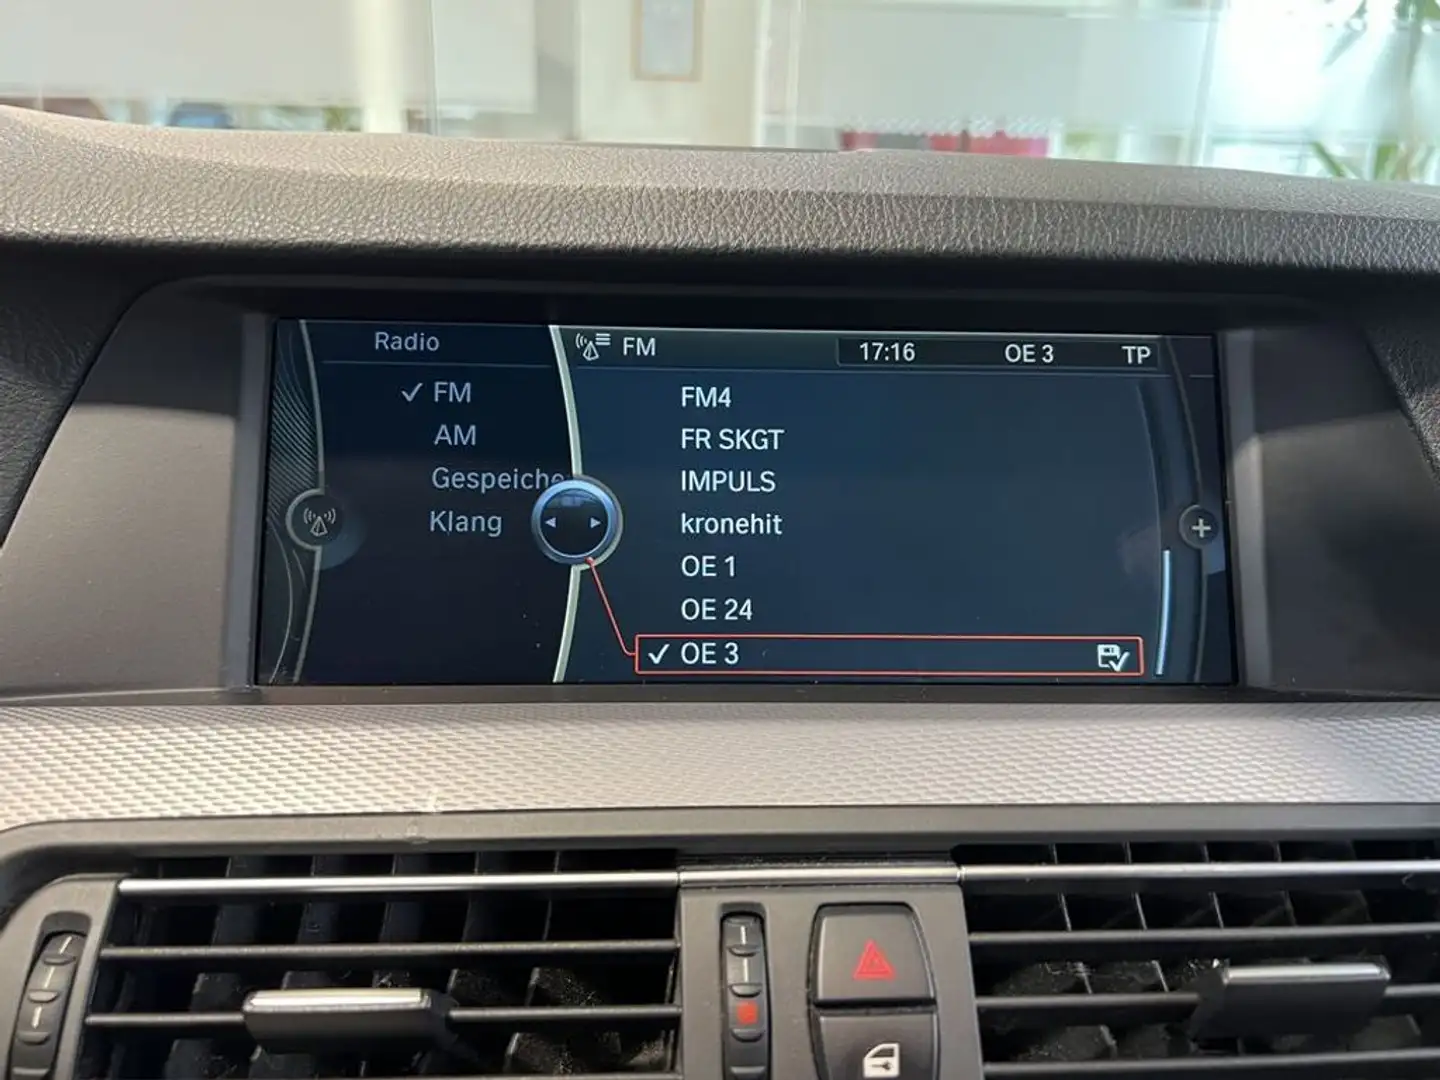 Radio
✓ FM
AM
Gespeiche
Klang
FM 17:16 OE 3 TP
FM4
FR SKGT
IMPULS
kronehit
OE 1
OE 24
✓ OE 3